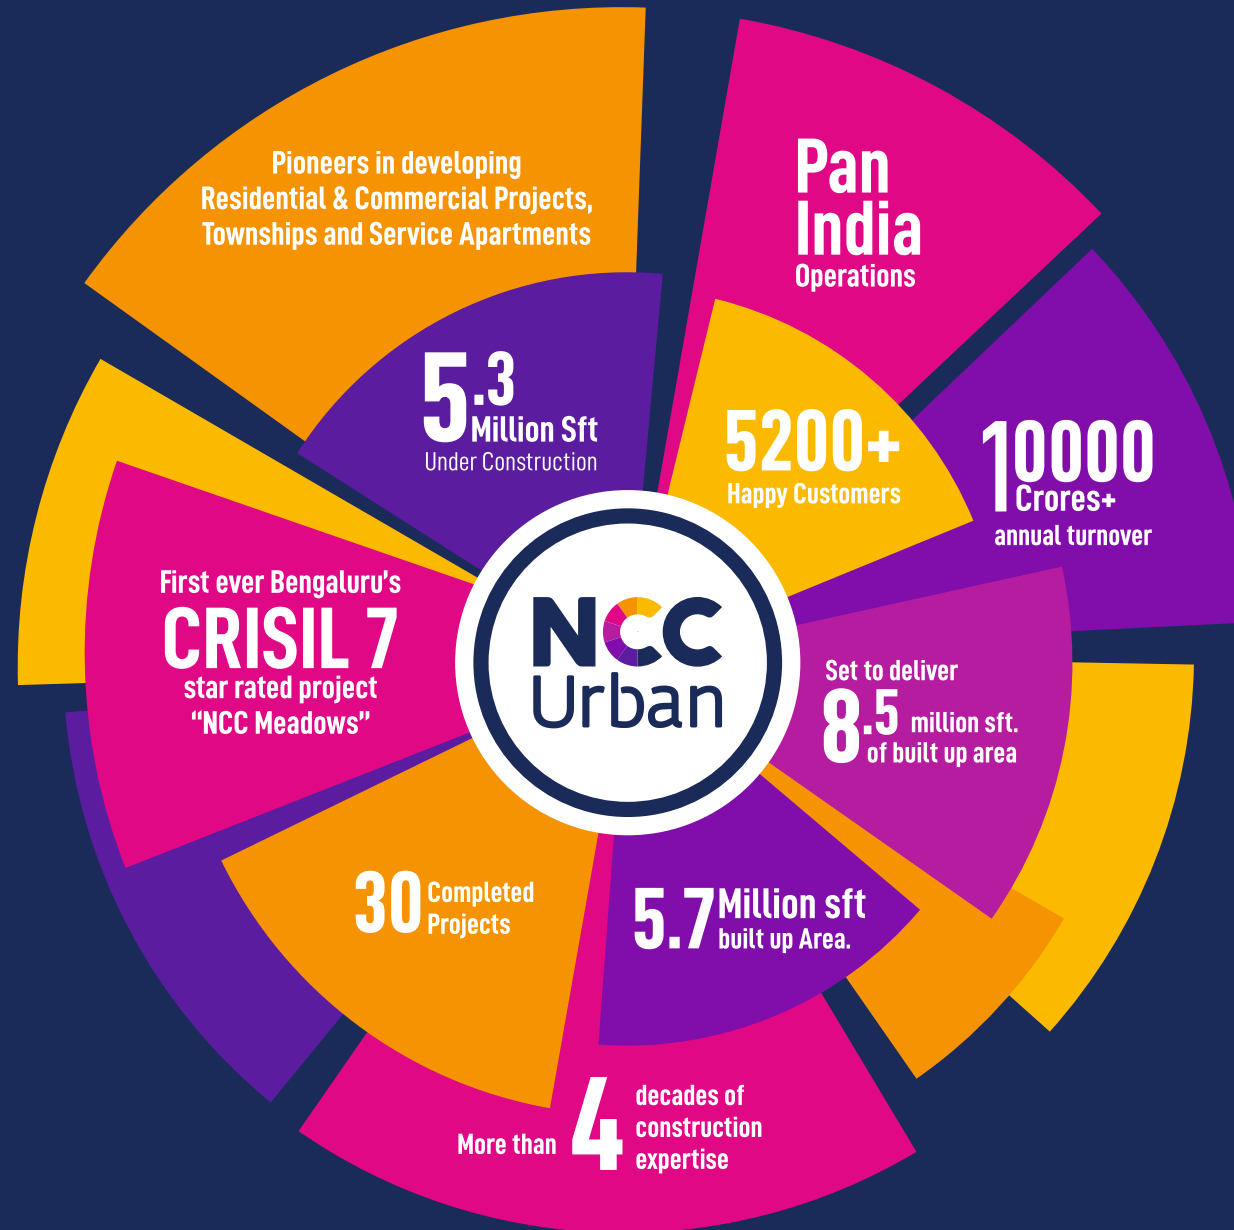 Pioneers in developing
Residential & Commercial Projects,
Townships and Service Apartments
Pan
India
Operations
5.3
Million Sft
Under Construction
5200+
Happy Customers
10000
Crores+
annual turnover
First ever Bengaluru’s
CRISIL 7
star rated project
“NCC Meadows”
NCC
Urban
Set to deliver
8.5 million sft.
of built up area
30 Completed
Projects
5.7 Million sft
built up Area.
More than 4 decades of
construction
expertise